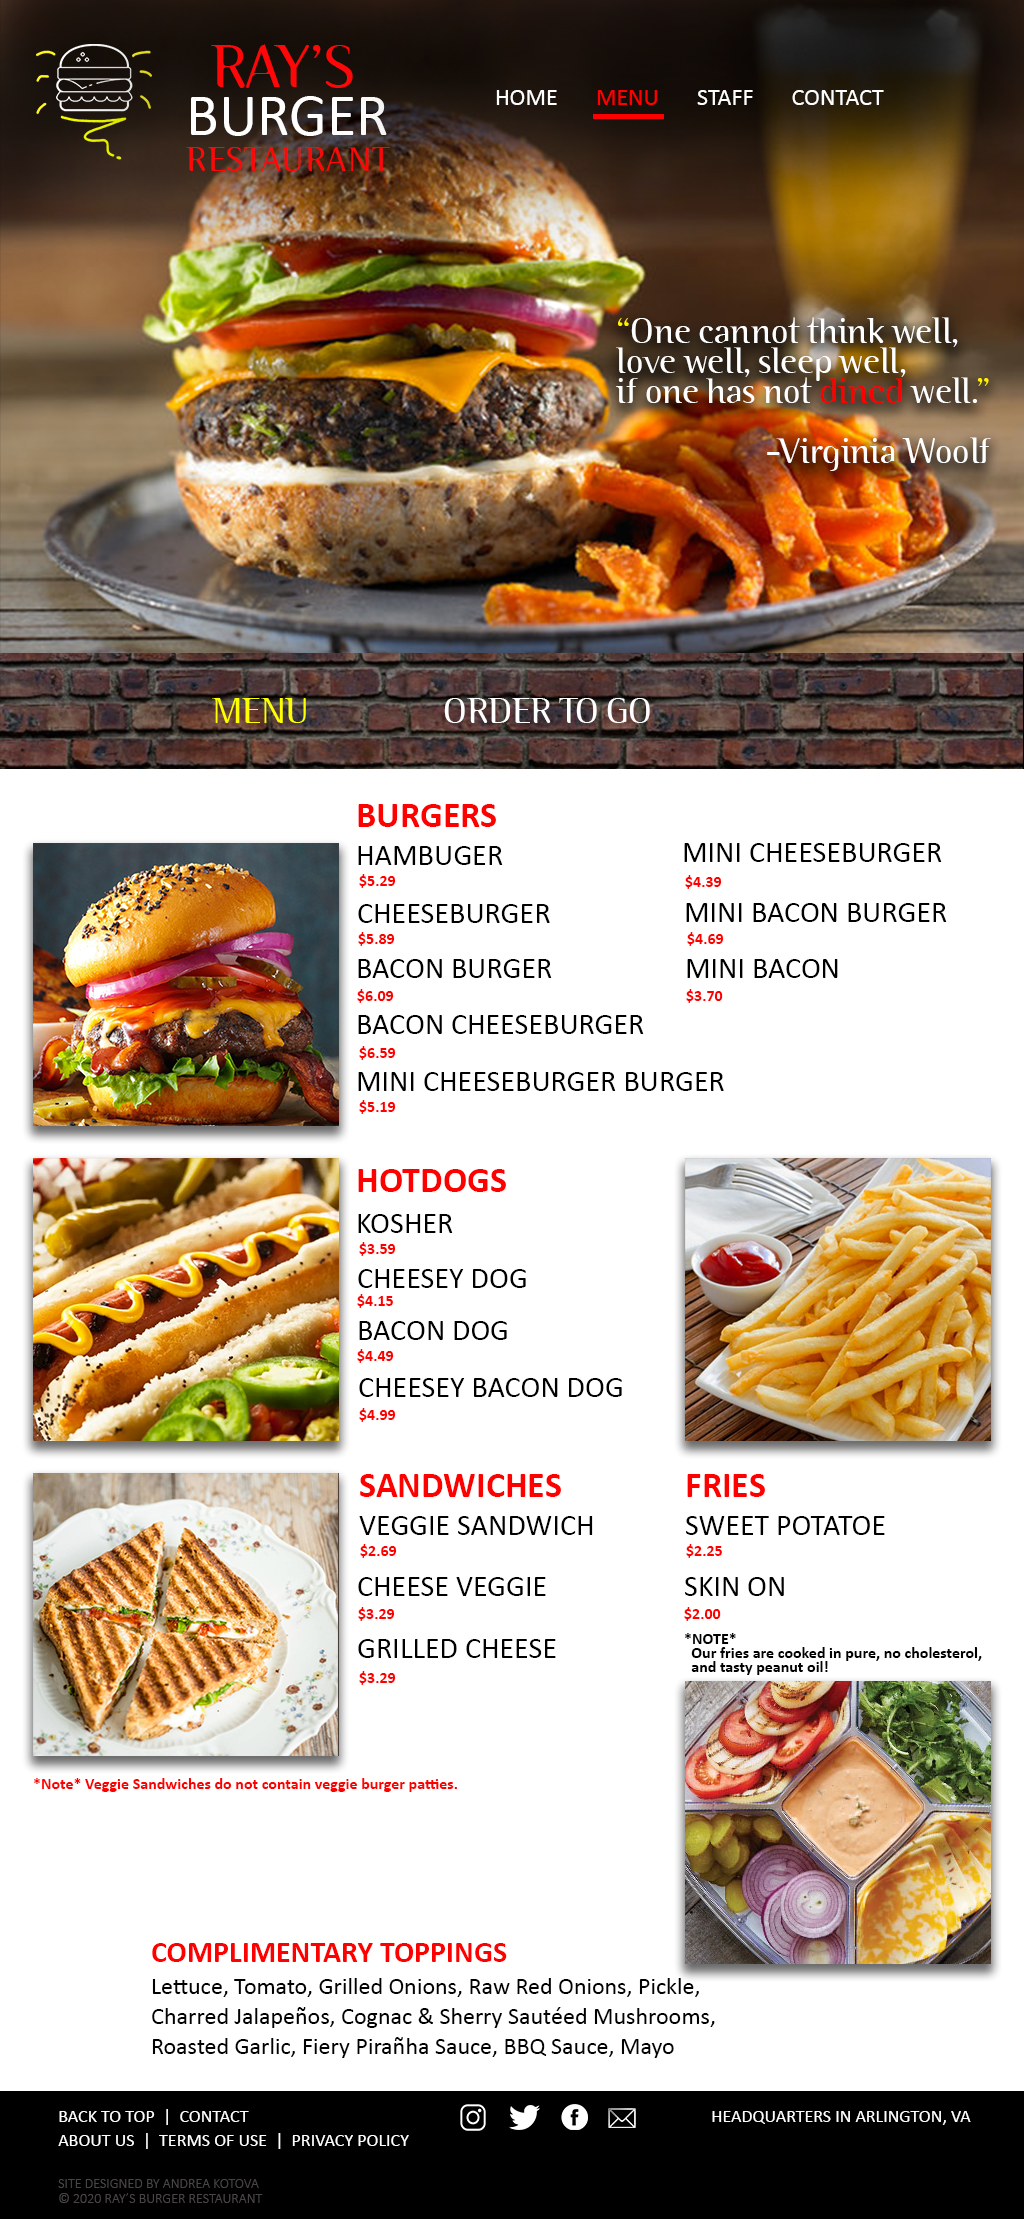 RAY'S
BURGER
RESTAURANT
HOME MENU STAFF CONTACT
“One cannot think well,
love well, sleep well,
if one has not dined well.”
-Virginia Woolf
MENU ORDER TO GO
BURGERS
HAMBUGER
$5.29
CHEESEBURGER
$5.89
BACON BURGER
$6.09
BACON CHEESEBURGER
$6.59
MINI CHEESEBURGER BURGER
$5.19
MINI CHEESEBURGER
$4.39
MINI BACON BURGER
$4.69
MINI BACON
$3.70
HOTDOGS
KOSHER
$3.59
CHEESEY DOG
$4.15
BACON DOG
$4.49
CHEESEY BACON DOG
$4.99
SANDWICHES
VEGGIE SANDWICH
$2.69
CHEESE VEGGIE
$3.29
GRILLED CHEESE
$3.29
FRIES
SWEET POTATOE
$2.25
SKIN ON
$2.00
*NOTE*
Our fries are cooked in pure, no cholesterol,
and tasty peanut oil!
*Note* Veggie Sandwiches do not contain veggie burger patties.
COMPLIMENTARY TOPPINGS
Lettuce, Tomato, Grilled Onions, Raw Red Onions, Pickle,
Charred Jalapeños, Cognac & Sherry Sautéed Mushrooms,
Roasted Garlic, Fiery Pirañha Sauce, BBQ Sauce, Mayo
BACK TO TOP | CONTACT
ABOUT US | TERMS OF USE | PRIVACY POLICY
HEADQUARTERS IN ARLINGTON, VA
SITE DESIGNED BY ANDREA KOTOVA
© 2020 RAY'S BURGER RESTAURANT